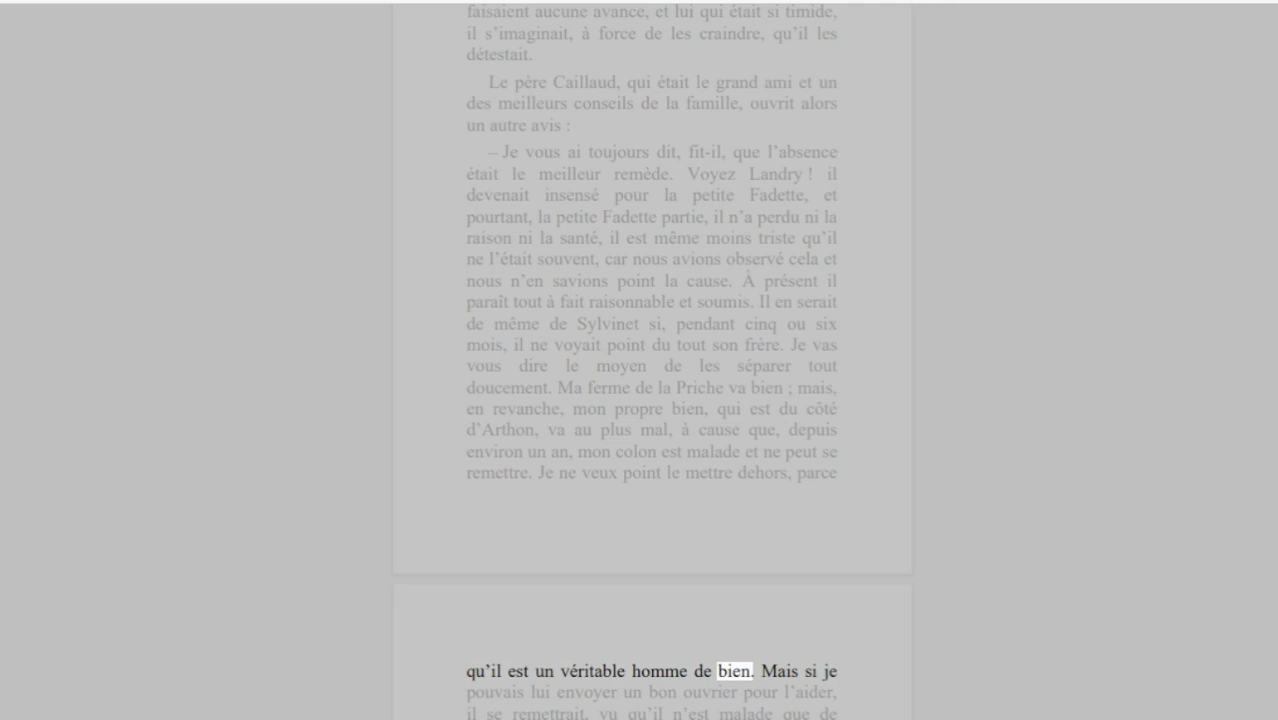 faisaient aucune avance, et lui qui était si timide,
il s’imaginait, à force de les craindre, qu’il les
détestait.
Le père Caillaud, qui était le grand ami et un
des meilleurs conseils de la famille, ouvrit alors
un autre avis :
– Je vous ai toujours dit, fit-il, que l’absence
était le meilleur remède. Voyez Landry ! il
devenait insensé pour la petite Fadette, et
pourtant, la petite Fadette partie, il n’a perdu ni la
raison ni la santé, il est même moins triste qu’il
ne l’était souvent, car nous avions observé cela et
nous n’en savions point la cause. À présent il
paraît tout à fait raisonnable et soumis. Il en serait
de même de Sylvinet si, pendant cinq ou six
mois, il ne voyait point du tout son frère. Je vas
vous dire le moyen de les séparer tout
doucement. Ma ferme de la Priche va bien ; mais,
en revanche, mon propre bien, qui est du côté
d’Arthon, va au plus mal, à cause que, depuis
environ un an, mon colon est malade et ne peut se
remettre. Je ne veux point le mettre dehors, parce
qu’il est un véritable homme de bien. Mais si je
pouvais lui envoyer un bon ouvrier pour l’aider,
il se remettrait, vu qu’il n’est malade que de